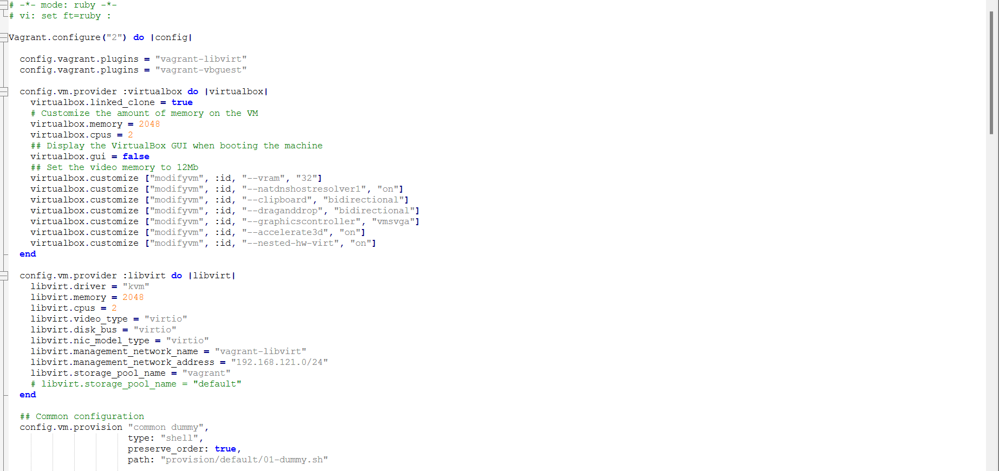 # -*- mode: ruby -*-
# vi: set ft=ruby :
Vagrant.configure("2") do |config|
config.vagrant.plugins = "vagrant-libvirt"
config.vagrant.plugins = "vagrant-vbguest"
config.vm.provider :virtualbox do |virtualbox|
virtualbox.linked_clone = true
# Customize the amount of memory on the VM
virtualbox.memory = 2048
virtualbox.cpus = 2
## Display the VirtualBox GUI when booting the machine
virtualbox.gui = false
## Set the video memory to 12Mb
virtualbox.customize ["modifyvm", :id, "--vram", "32"]
virtualbox.customize ["modifyvm", :id, "--natdnshostresolver1", "on"]
virtualbox.customize ["modifyvm", :id, "--clipboard", "bidirectional"]
virtualbox.customize ["modifyvm", :id, "--draganddrop", "bidirectional"]
virtualbox.customize ["modifyvm", :id, "--graphicscontroller", "vmsvga"]
virtualbox.customize ["modifyvm", :id, "--accelerate3d", "on"]
virtualbox.customize ["modifyvm", :id, "--nested-hw-virt", "on"]
end
config.vm.provider :libvirt do |libvirt|
libvirt.driver = "kvm"
libvirt.memory = 2048
libvirt.cpus = 2
libvirt.video_type = "virtio"
libvirt.disk_bus = "virtio"
libvirt.nic_model_type = "virtio"
libvirt.management_network_name = "vagrant-libvirt"
libvirt.management_network_address = "192.168.121.0/24"
libvirt.storage_pool_name = "vagrant"
# libvirt.storage_pool_name = "default"
end
## Common configuration
config.vm.provision "common dummy",
type: "shell",
preserve_order: true,
path: "provision/default/01-dummy.sh"